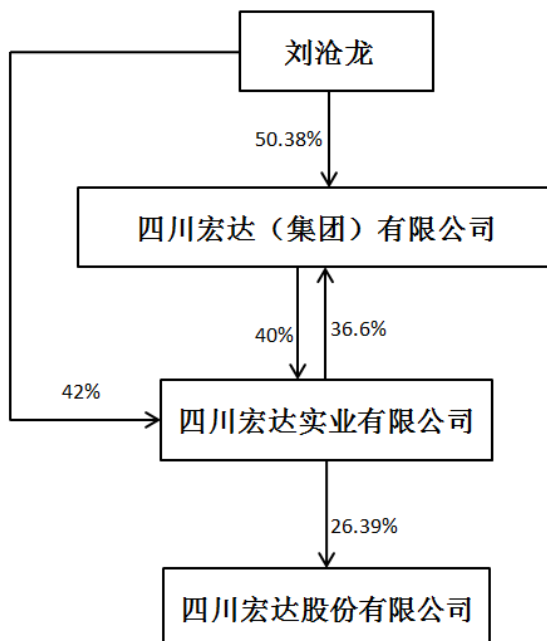 刘沧龙
50.38%
四川宏达（集团）有限公司
40%
36.6%
42%
四川宏达实业有限公司
26.39%
四川宏达股份有限公司